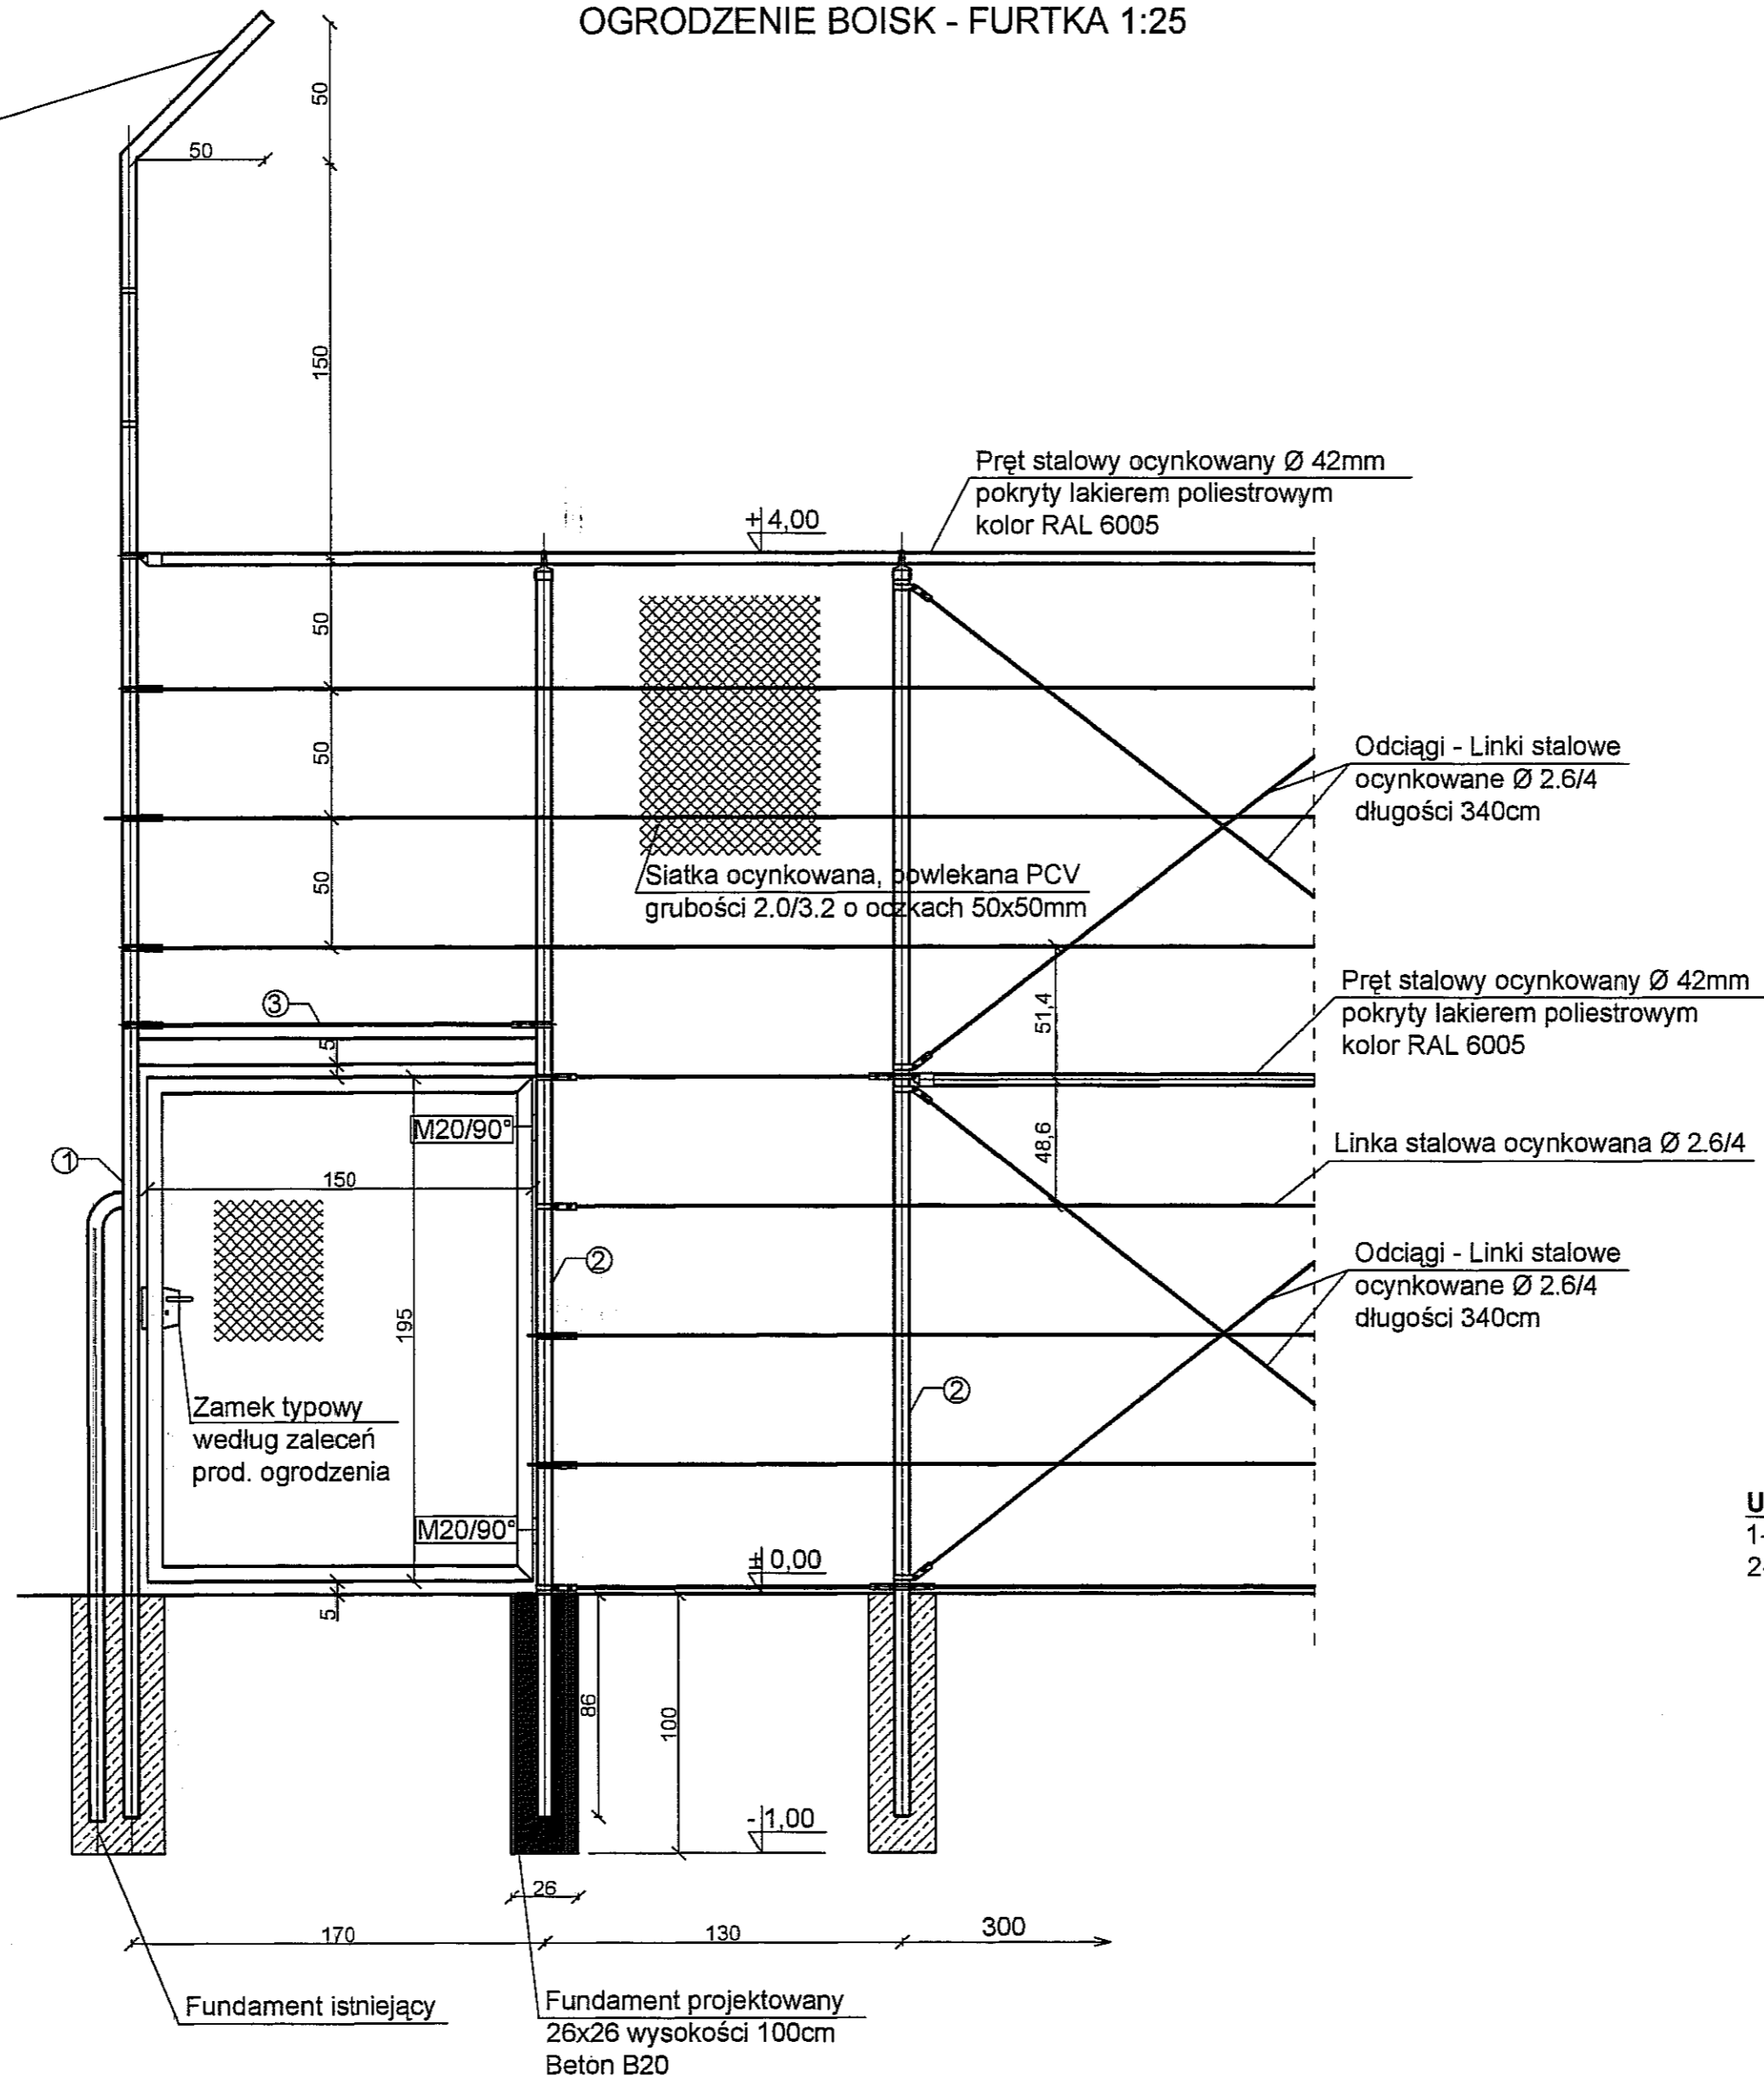 OGRODZENIE BOISK - FURTKA 1:25
50
50
150
Pręt stalowy ocynkowany Ø 42mm
pokryty lakierem poliestrowym
kolor RAL 6005
+ 4,00
50
50
50
Odciągi - Linki stalowe
ocynkowane Ø 2.6/4
długości 340cm
Siatka ocynkowana, powlekana PCV
grubości 2.0/3.2 o oczkach 50x50mm
3
5
51,4
48,6
Pręt stalowy ocynkowany Ø 42mm
pokryty lakierem poliestrowym
kolor RAL 6005
M20/90°
1
150
Linka stalowa ocynkowana Ø 2.6/4
2
195
Odciągi - Linki stalowe
ocynkowane Ø 2.6/4
długości 340cm
2
Zamek typowy
według zaleceń
prod. ogrodzenia
M20/90°
± 0,00
5
U
1-
2-
86
100
- 1,00
26
170
130
300
Fundament istniejący
Fundament projektowany
26x26 wysokości 100cm
Beton B20